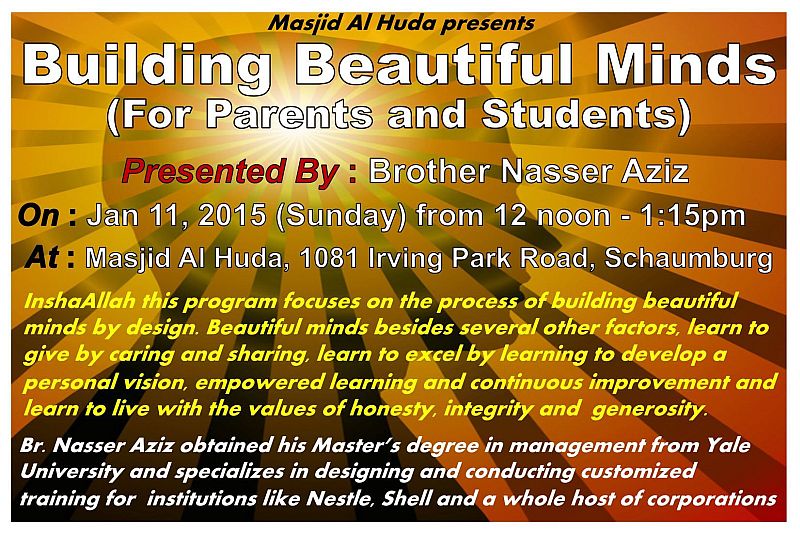 Masjid Al Huda presents
Building Beautiful Minds
(For Parents and Students)
Presented By : Brother Nasser Aziz
On : Jan 11, 2015 (Sunday) from 12 noon - 1:15pm
At : Masjid Al Huda, 1081 Irving Park Road, Schaumburg
InshaAllah this program focuses on the process of building beautiful
minds by design. Beautiful minds besides several other factors, learn to
give by caring and sharing, learn to excel by learning to develop a
personal vision, empowered learning and continuous improvement and
learn to live with the values of honesty, integrity and generosity.
Br. Nasser Aziz obtained his Master's degree in management from Yale
University and specializes in designing and conducting customized
training for institutions like Nestle, Shell and a whole host of corporations